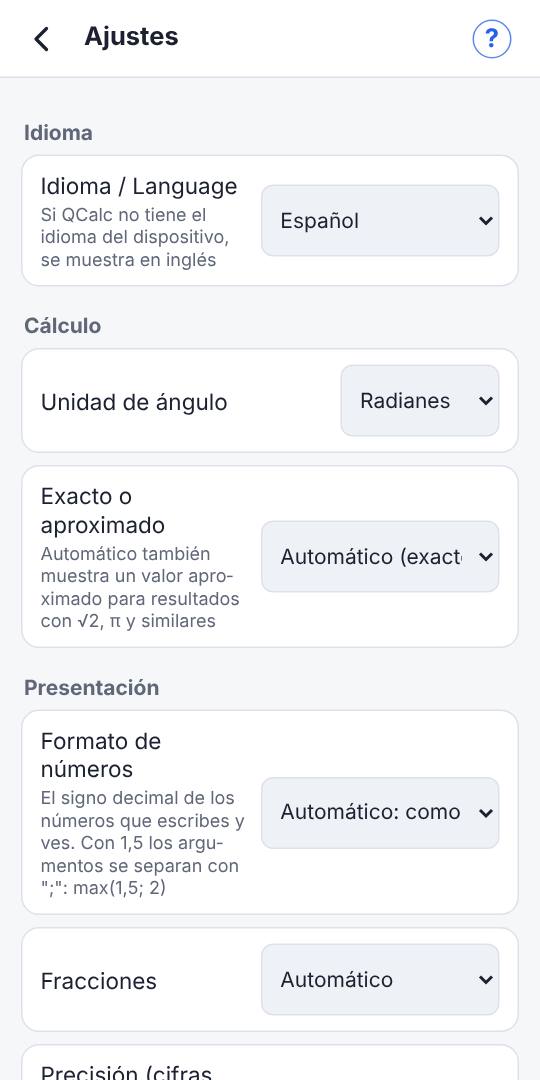 Ajustes
?
Idioma
Idioma / Language
Si QCalc no tiene el
idioma del dispositivo,
se muestra en inglés
Español
Cálculo
Unidad de ángulo
Radianes
Exacto o
aproximado
Automático también
muestra un valor apro-
ximado para resultados
con √2, π y similares
Automático (exact
Presentación
Formato de
números
El signo decimal de los
números que escribes y
ves. Con 1,5 los argu-
mentos se separan con
";": max(1,5; 2)
Automático: como
Fracciones
Automático
Precisión (cifras